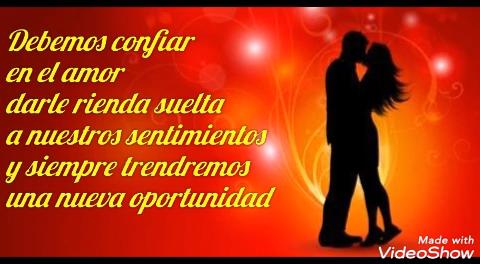 Debemos confiar
en el amor
darle rienda suelta
a nuestros sentimientos
y siempre trendremos
una nueva oportunidad
Made with
VideoShow